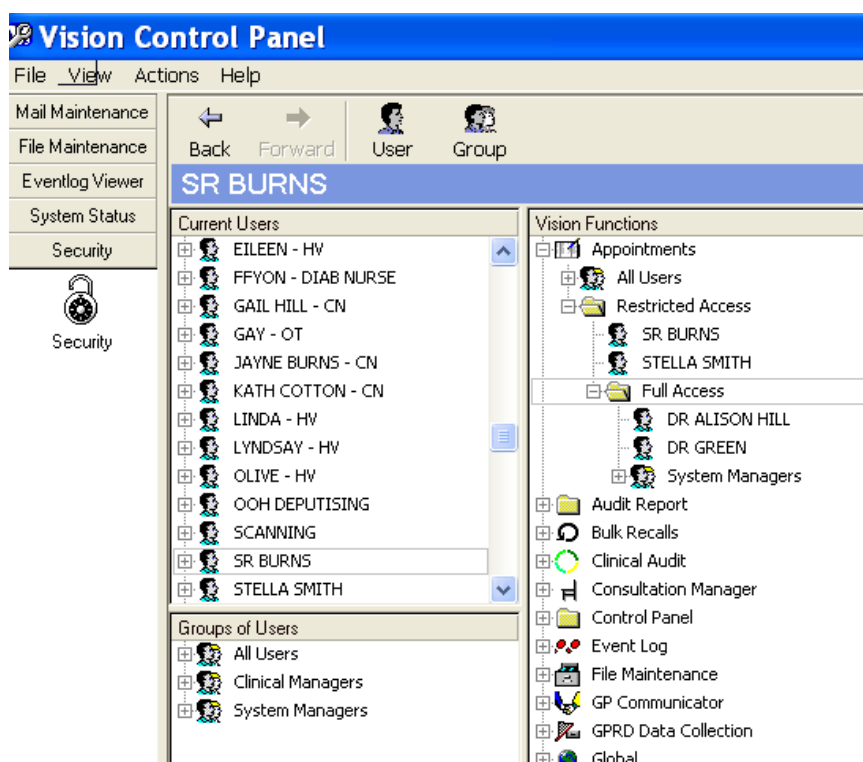 Vision Control Panel
File View Actions Help
Mail Maintenance
File Maintenance
Eventlog Viewer
System Status
Security
Security
Back Forward User Group
SR BURNS
Current Users
EILEEN - HV
FFYON - DIAB NURSE
GAIL HILL - CN
GAY - OT
JAYNE BURNS - CN
KATH COTTON - CN
LINDA - HV
LYNDSAY - HV
OLIVE - HV
OOH DEPUTISING
SCANNING
SR BURNS
STELLA SMITH
Groups of Users
All Users
Clinical Managers
System Managers
Vision Functions
Appointments
All Users
Restricted Access
SR BURNS
STELLA SMITH
Full Access
DR ALISON HILL
DR GREEN
System Managers
Audit Report
Bulk Recalls
Clinical Audit
Consultation Manager
Control Panel
Event Log
File Maintenance
GP Communicator
GPRD Data Collection
Global